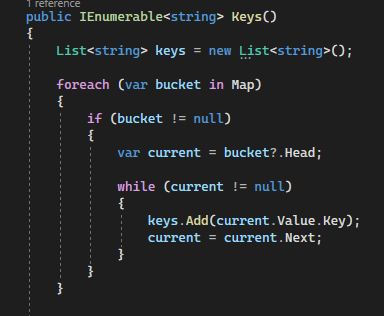 1 reference
public IEnumerable<string> Keys()
{
    List<string> keys = new List<string>();
    foreach (var bucket in Map)
    {
        if (bucket != null)
        {
            var current = bucket?.Head;
            while (current != null)
            {
                keys.Add(current.Value.Key);
                current = current.Next;
            }
        }
    }